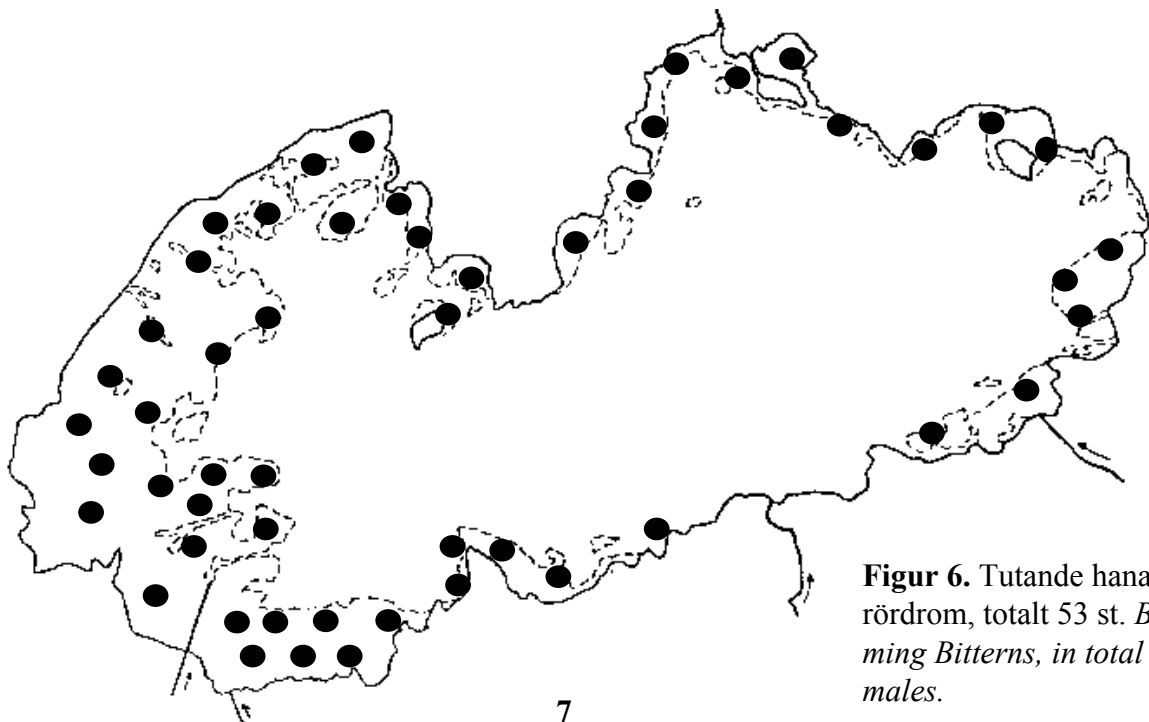 Figur 6. Tutande hana
rördrom, totalt 53 st. B
ming Bitterns, in total
males.
7